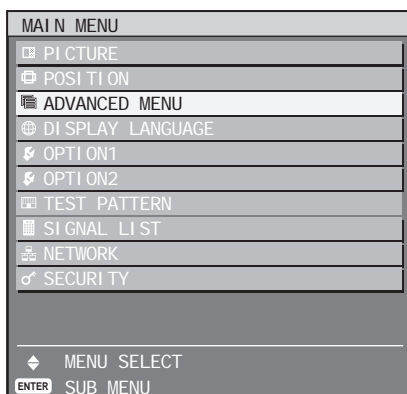 MAIN MENU
PICTURE
POSITION
ADVANCED MENU
DISPLAY LANGUAGE
OPTION1
OPTION2
TEST PATTERN
SIGNAL LIST
NETWORK
SECURITY
MENU SELECT
ENTER SUB MENU